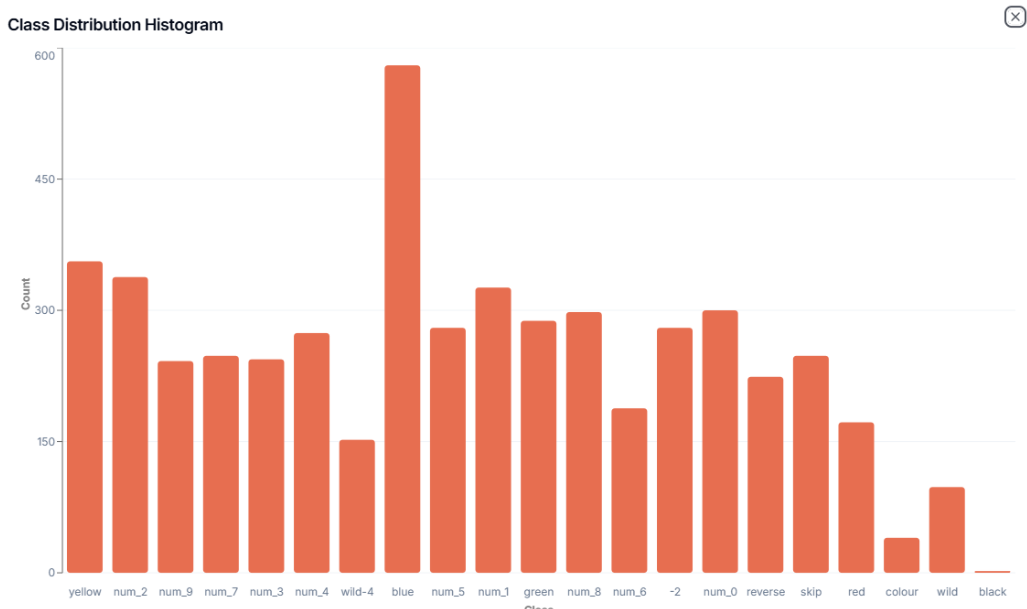 Class Distribution Histogram
600
450
300
150
0
Count
yellow num_2 num_9 num_7 num_3 num_4 wild-4 blue num_5 num_1 green num_8 num_6 -2 num_0 reverse skip red colour wild black
Class